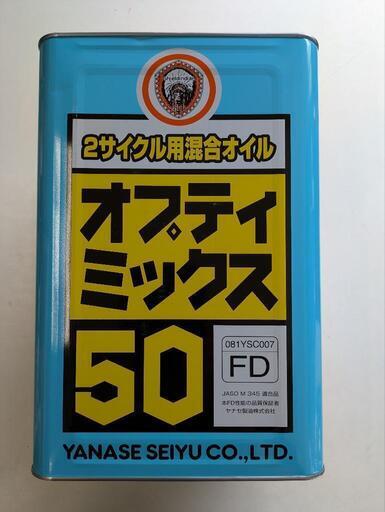 2サイクル用混合オイル
オプティ
ミックス
50
081YSC007
FD
JASO M 345 適合品
本FD性能の品質保証者
ヤナセ製油株式会社
YANASE SEIYU CO.,LTD.